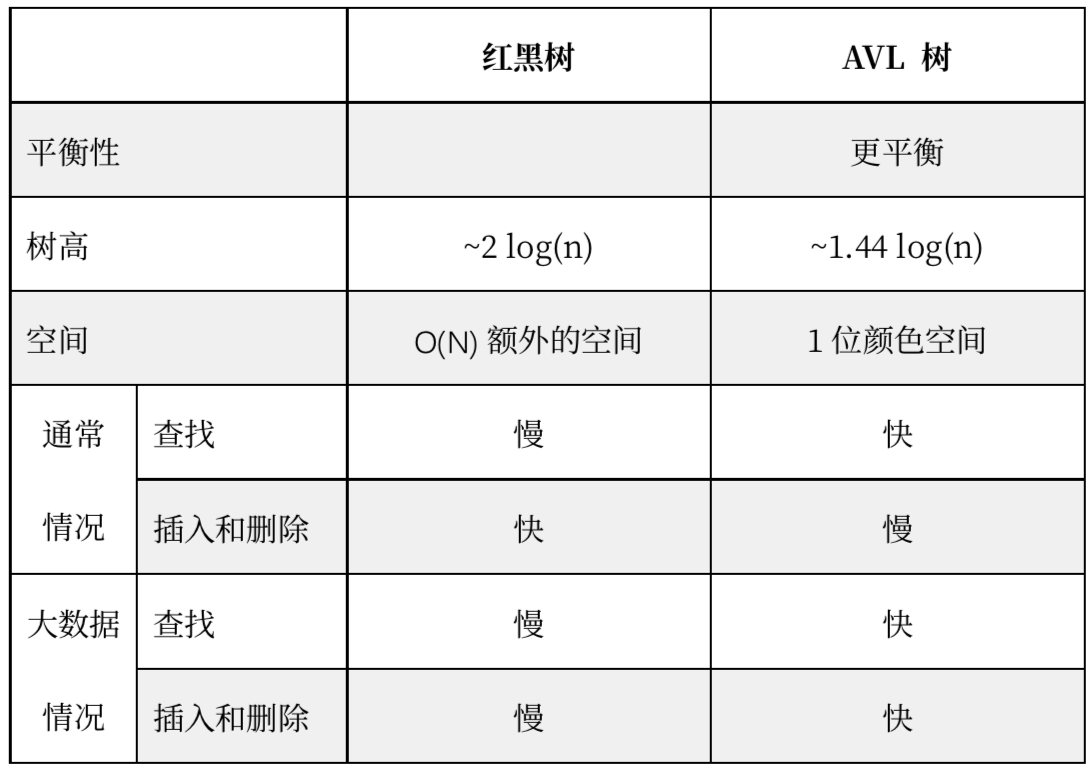 红黑树 AVL 树
平衡性 更平衡
树高 ~2 log(n) ~1.44 log(n)
空间 O(N) 额外的空间 1 位颜色空间
通常 查找 慢 快
情况 插入和删除 快 慢
大数据 查找 慢 快
情况 插入和删除 慢 快